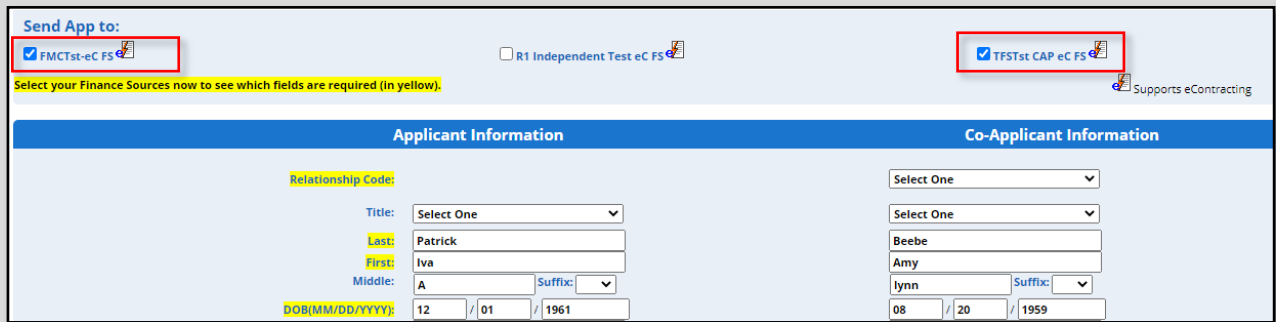 Send App to:
FMCTst-eC FS R1 Independent Test eC FS TFSTst CAP eC FS
Select your Finance Sources now to see which fields are required (in yellow).
Supports eContracting
Applicant Information Co-Applicant Information
Relationship Code: Select One
Title: Select One Select One
Last: Patrick Beebe
First: Iva Amy
Middle: A Suffix: lynn Suffix:
DOB(MM/DD/YYYY): 12 / 01 / 1961 08 / 20 / 1959